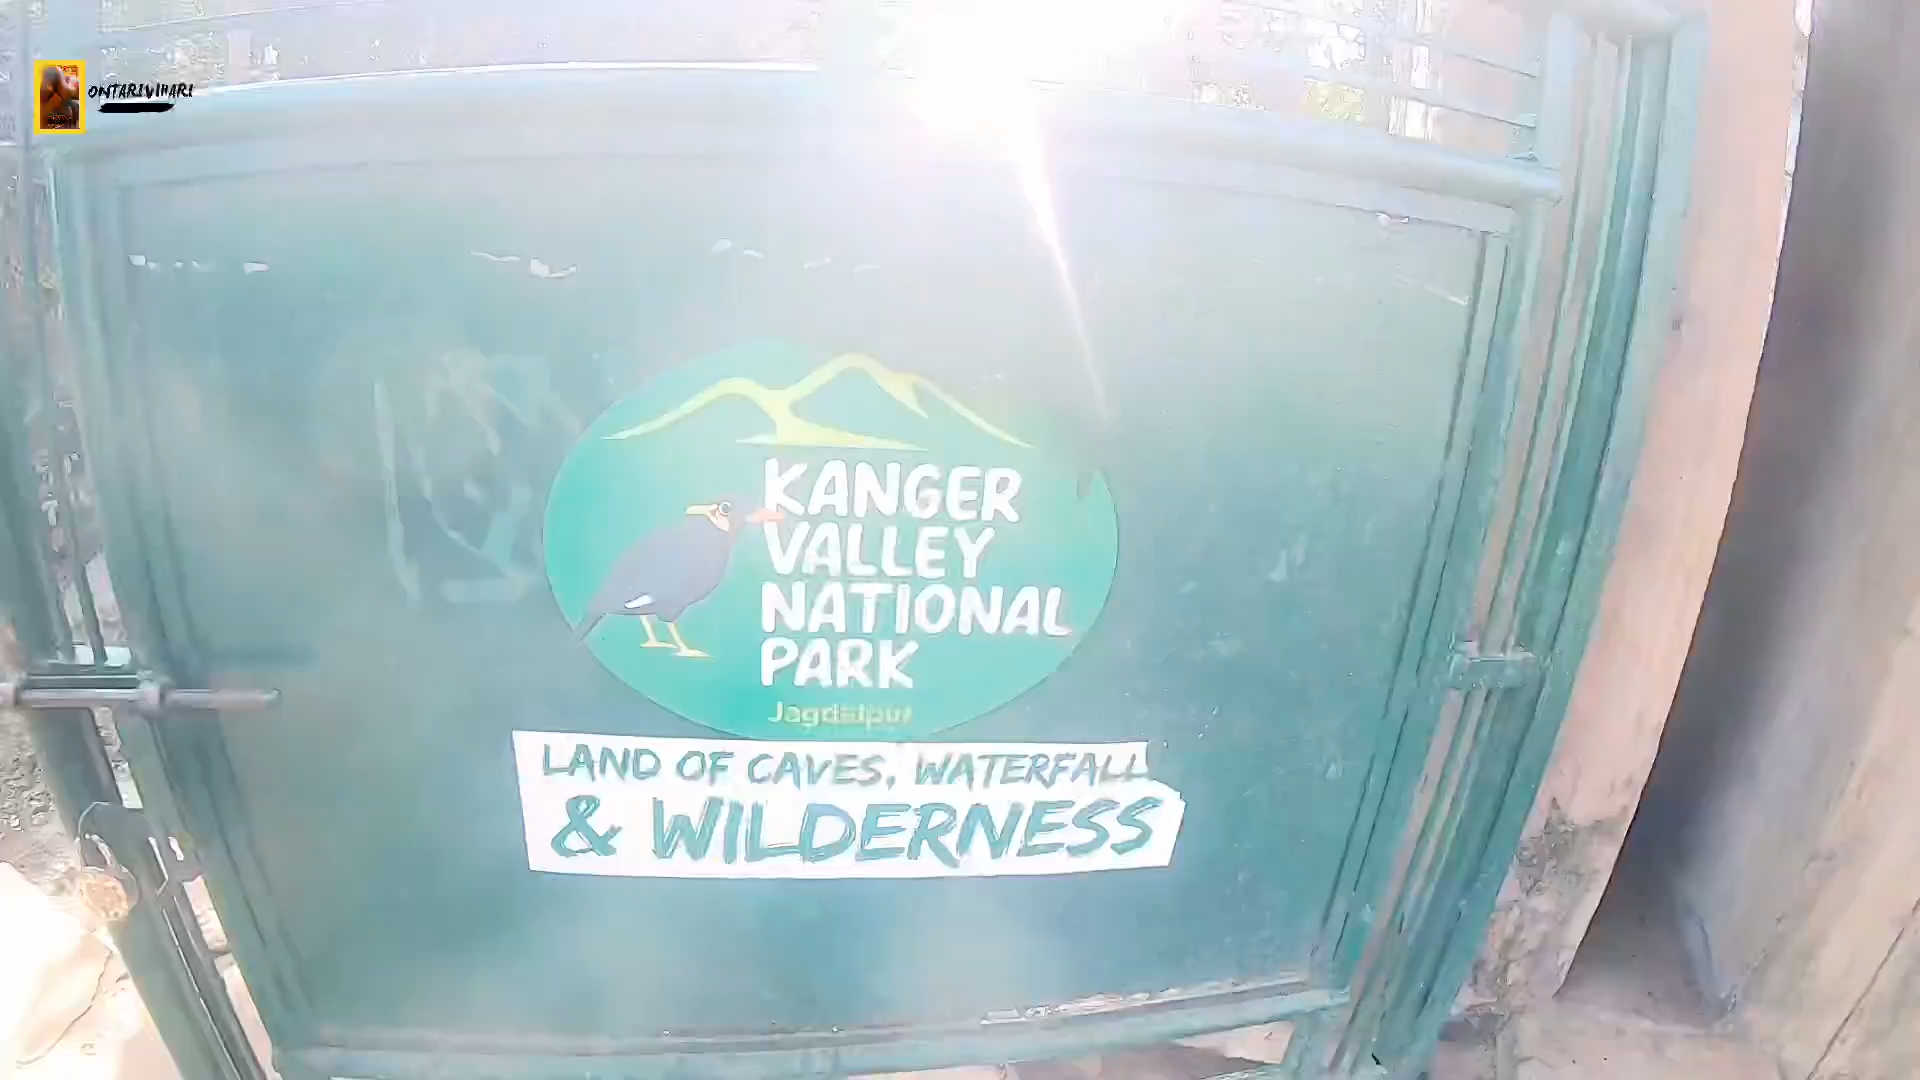 ONTARIVIHARI
KANGER
VALLEY
NATIONAL
PARK
Jagdalpur
LAND OF CAVES, WATERFALL
& WILDERNESS